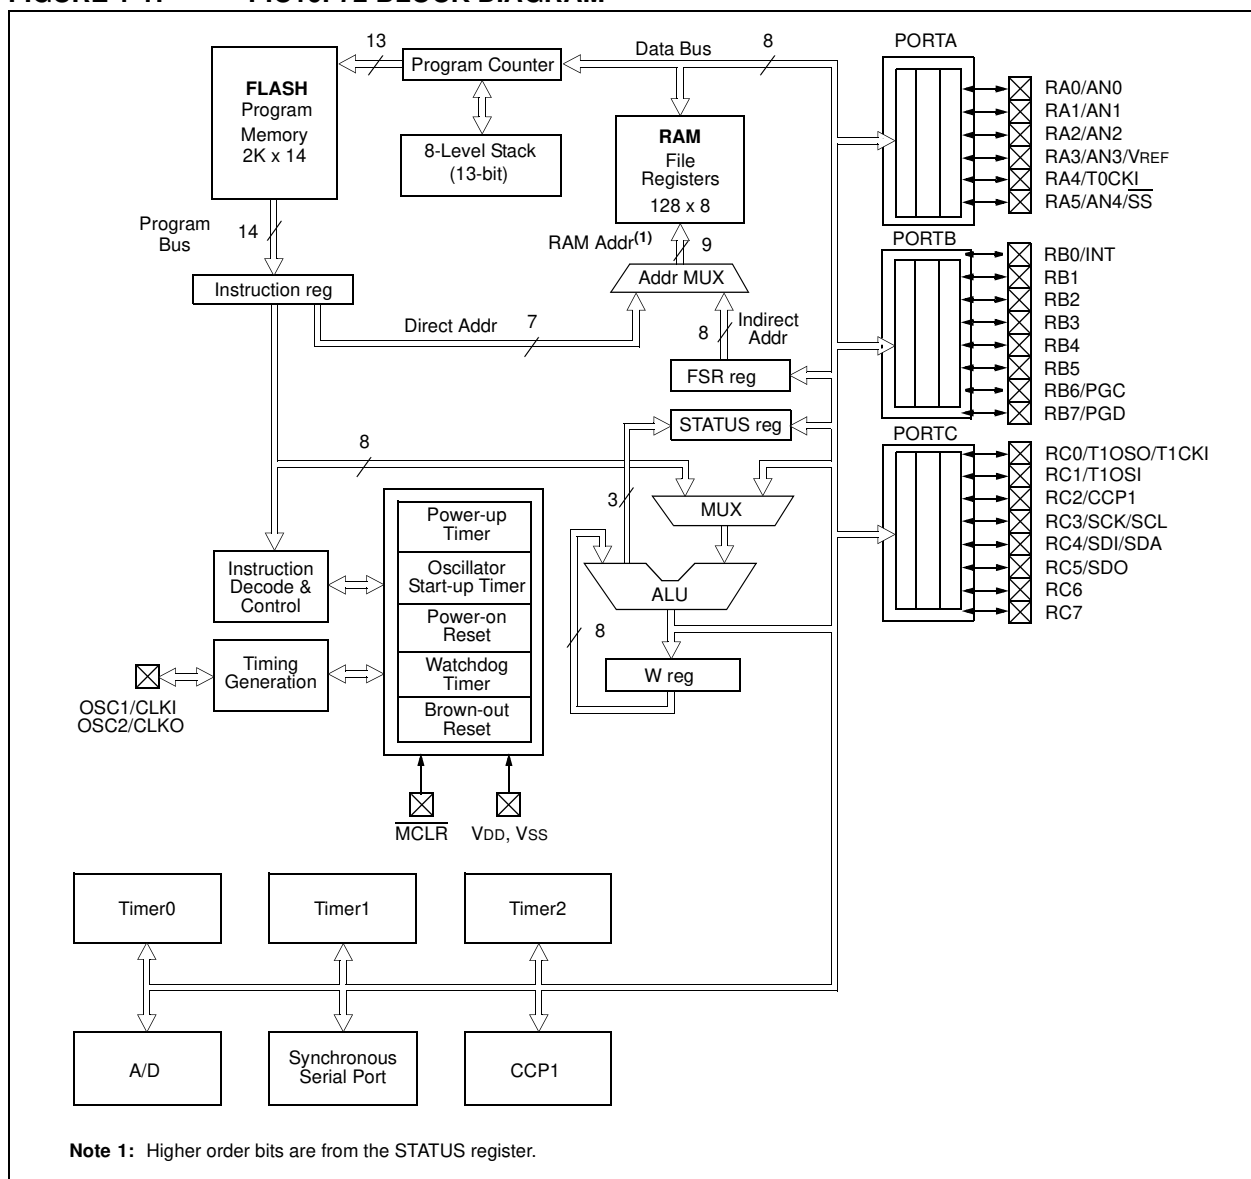 13
Data Bus
8
PORTA
FLASH
Program
Memory
2K x 14
Program Counter
8-Level Stack
(13-bit)
RAM
File
Registers
128 x 8
RA0/AN0
RA1/AN1
RA2/AN2
RA3/AN3/VREF
RA4/T0CKI
RA5/AN4/SS
Program
Bus
14
RAM Addr(1)
9
PORTB
Instruction reg
Addr MUX
Direct Addr
7
8
Indirect
Addr
FSR reg
RB0/INT
RB1
RB2
RB3
RB4
RB5
RB6/PGC
RB7/PGD
STATUS reg
PORTC
8
3
MUX
RC0/T1OSO/T1CKI
RC1/T1OSI
RC2/CCP1
RC3/SCK/SCL
RC4/SDI/SDA
RC5/SDO
RC6
RC7
Power-up
Timer
Oscillator
Start-up Timer
Power-on
Reset
Watchdog
Timer
Brown-out
Reset
Instruction
Decode &
Control
ALU
8
W reg
Timing
Generation
OSC1/CLKI
OSC2/CLKO
MCLR
VDD, VSS
Timer0
Timer1
Timer2
A/D
Synchronous
Serial Port
CCP1
Note 1: Higher order bits are from the STATUS register.